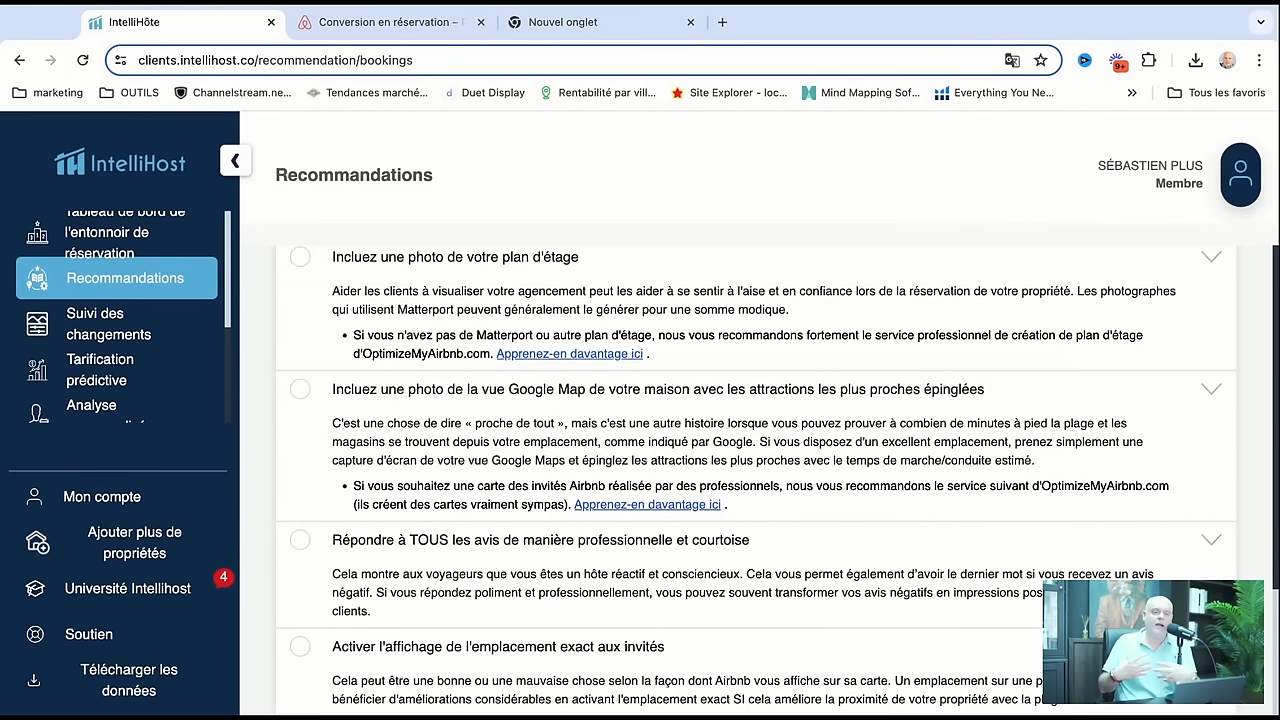 IntelliHôte
Conversion en réservation –
Nouvel onglet
clients.intellihost.co/recommendation/bookings
9+
marketing
OUTILS
Channelstream.ne...
Tendances marché...
Duet Display
Rentabilité par vill...
Site Explorer - loc...
Mind Mapping Sof...
Everything You Ne...
Tous les favoris
IntelliHost
Tableau de bord de
l'entonnoir de
réservation
Recommandations
Suivi des
changements
Tarification
prédictive
Analyse
Mon compte
Ajouter plus de
propriétés
Université Intellihost
4
Soutien
Télécharger les
données
Recommandations
SÉBASTIEN PLUS
Membre
Incluez une photo de votre plan d'étage
Aider les clients à visualiser votre agencement peut les aider à se sentir à l'aise et en confiance lors de la réservation de votre propriété. Les photographes
qui utilisent Matterport peuvent généralement le générer pour une somme modique.
• Si vous n'avez pas de Matterport ou autre plan d'étage, nous vous recommandons fortement le service professionnel de création de plan d'étage
d'OptimizeMyAirbnb.com. Apprenez-en davantage ici .
Incluez une photo de la vue Google Map de votre maison avec les attractions les plus proches épinglées
C'est une chose de dire « proche de tout », mais c'est une autre histoire lorsque vous pouvez prouver à combien de minutes à pied la plage et les
magasins se trouvent depuis votre emplacement, comme indiqué par Google. Si vous disposez d'un excellent emplacement, prenez simplement une
capture d'écran de votre vue Google Maps et épinglez les attractions les plus proches avec le temps de marche/conduite estimé.
• Si vous souhaitez une carte des invités Airbnb réalisée par des professionnels, nous vous recommandons le service suivant d'OptimizeMyAirbnb.com
(ils créent des cartes vraiment sympas). Apprenez-en davantage ici .
Répondre à TOUS les avis de manière professionnelle et courtoise
Cela montre aux voyageurs que vous êtes un hôte réactif et consciencieux. Cela vous permet également d'avoir le dernier mot si vous recevez un avis
négatif. Si vous répondez poliment et professionnellement, vous pouvez souvent transformer vos avis négatifs en impressions pos
clients.
Activer l'affichage de l'emplacement exact aux invités
Cela peut être une bonne ou une mauvaise chose selon la façon dont Airbnb vous affiche sur sa carte. Un emplacement sur une p
bénéficier d'améliorations considérables en activant l'emplacement exact SI cela améliore la proximité de votre propriété avec la